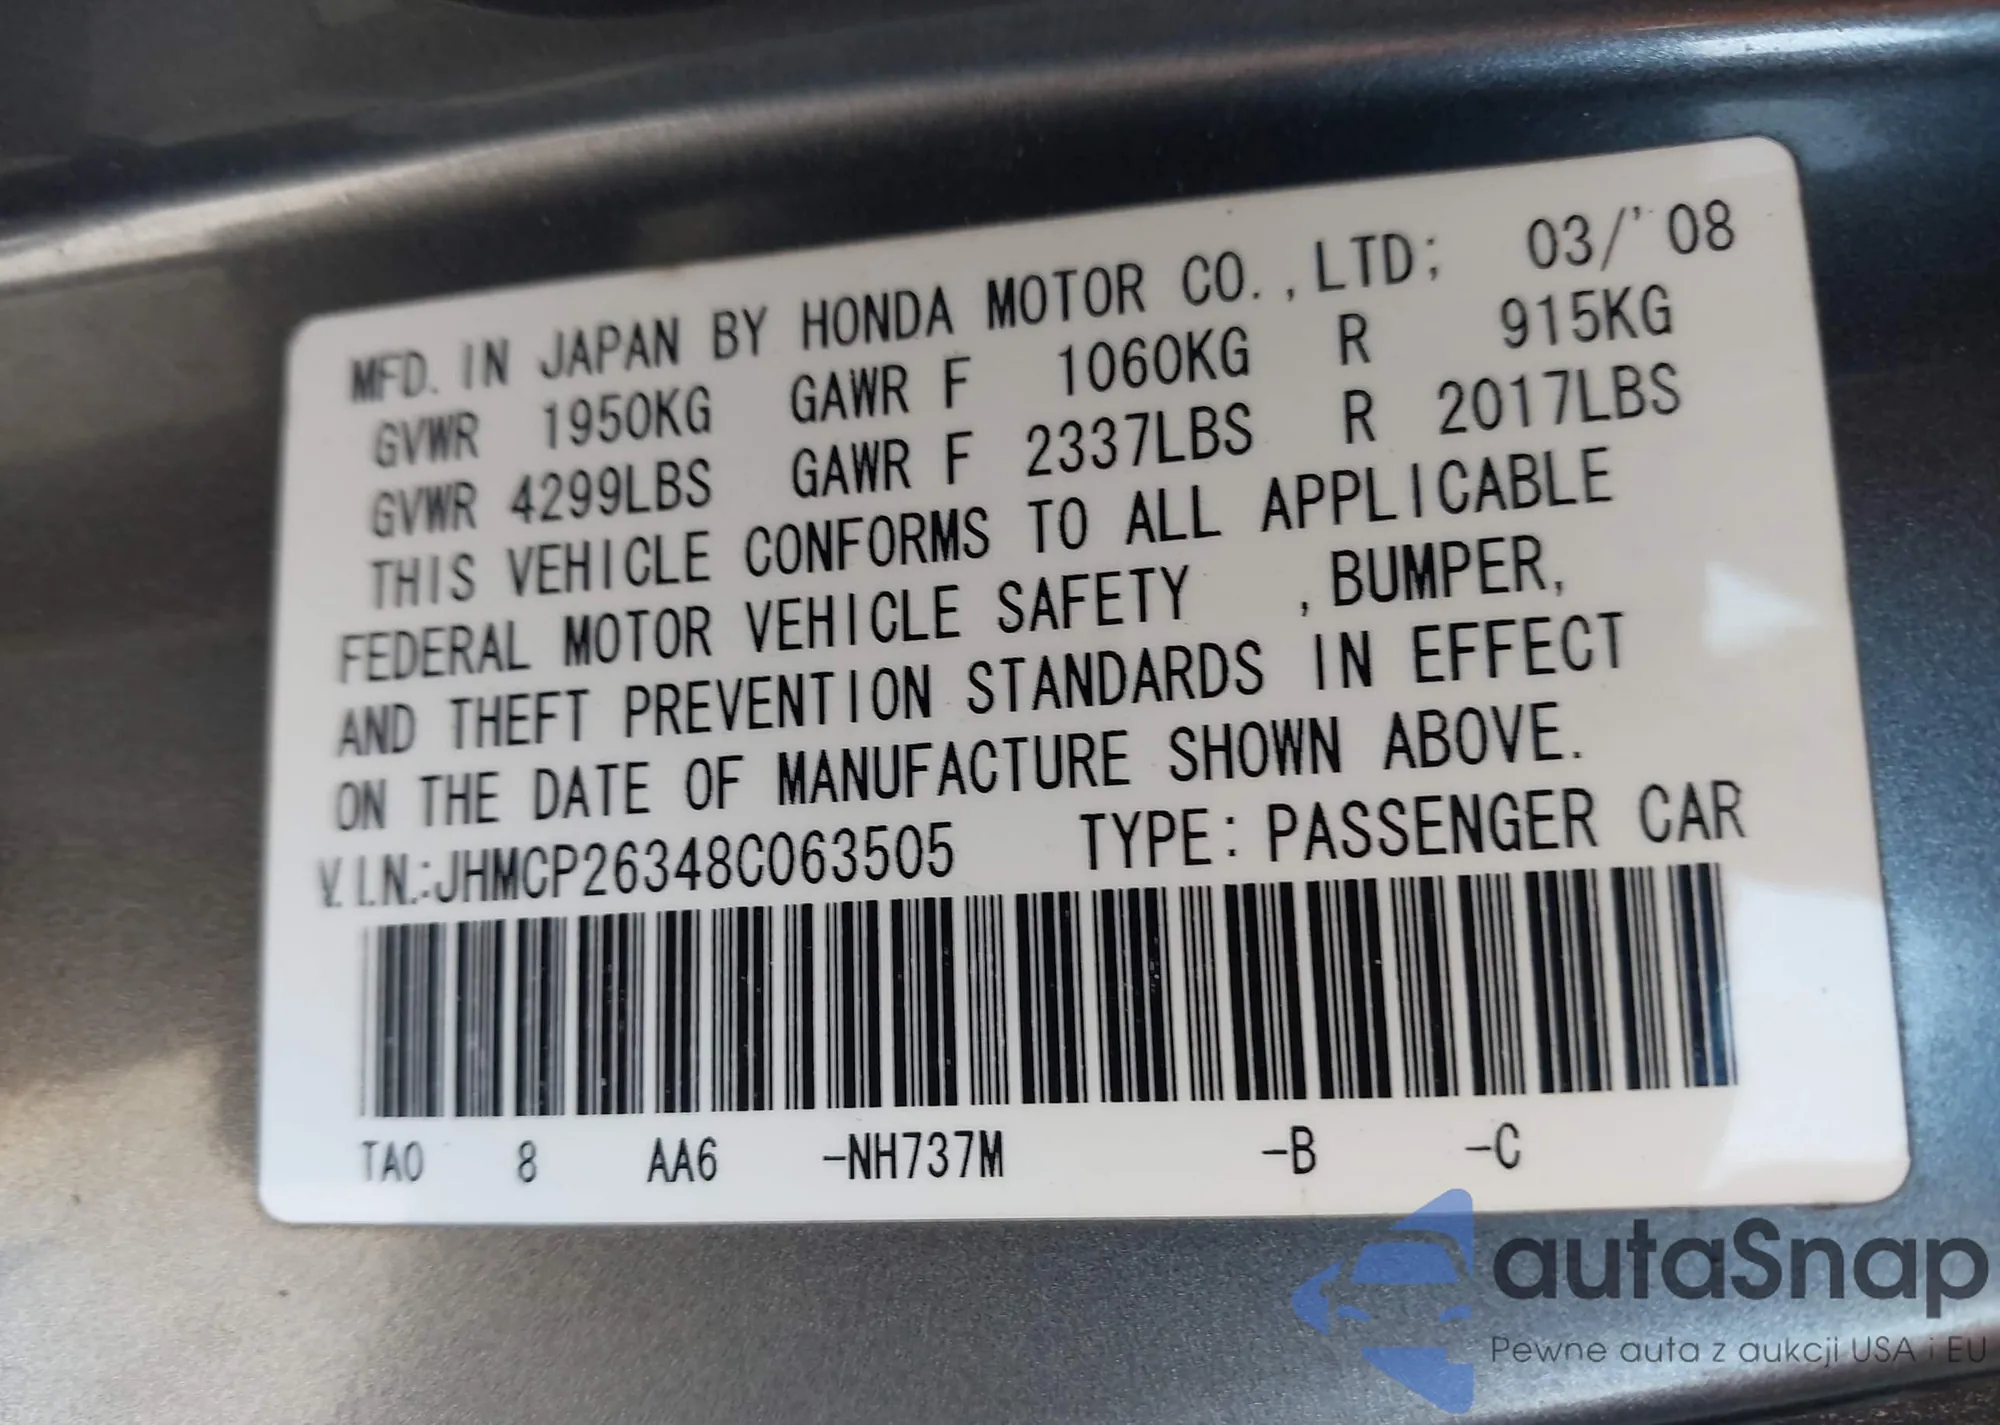 MFD. IN JAPAN BY HONDA MOTOR CO.,LTD; 03/'08
GVWR 1950KG GAWR F 1060KG R 915KG
GVWR 4299LBS GAWR F 2337LBS R 2017LBS
THIS VEHICLE CONFORMS TO ALL APPLICABLE
FEDERAL MOTOR VEHICLE SAFETY ,BUMPER,
AND THEFT PREVENTION STANDARDS IN EFFECT
ON THE DATE OF MANUFACTURE SHOWN ABOVE.
V.I.N.:JHMCP26348C063505 TYPE:PASSENGER CAR
TA0 8 AA6 -NH737M -B -C
autaSnap
Pewne auta z aukcji USA i EU